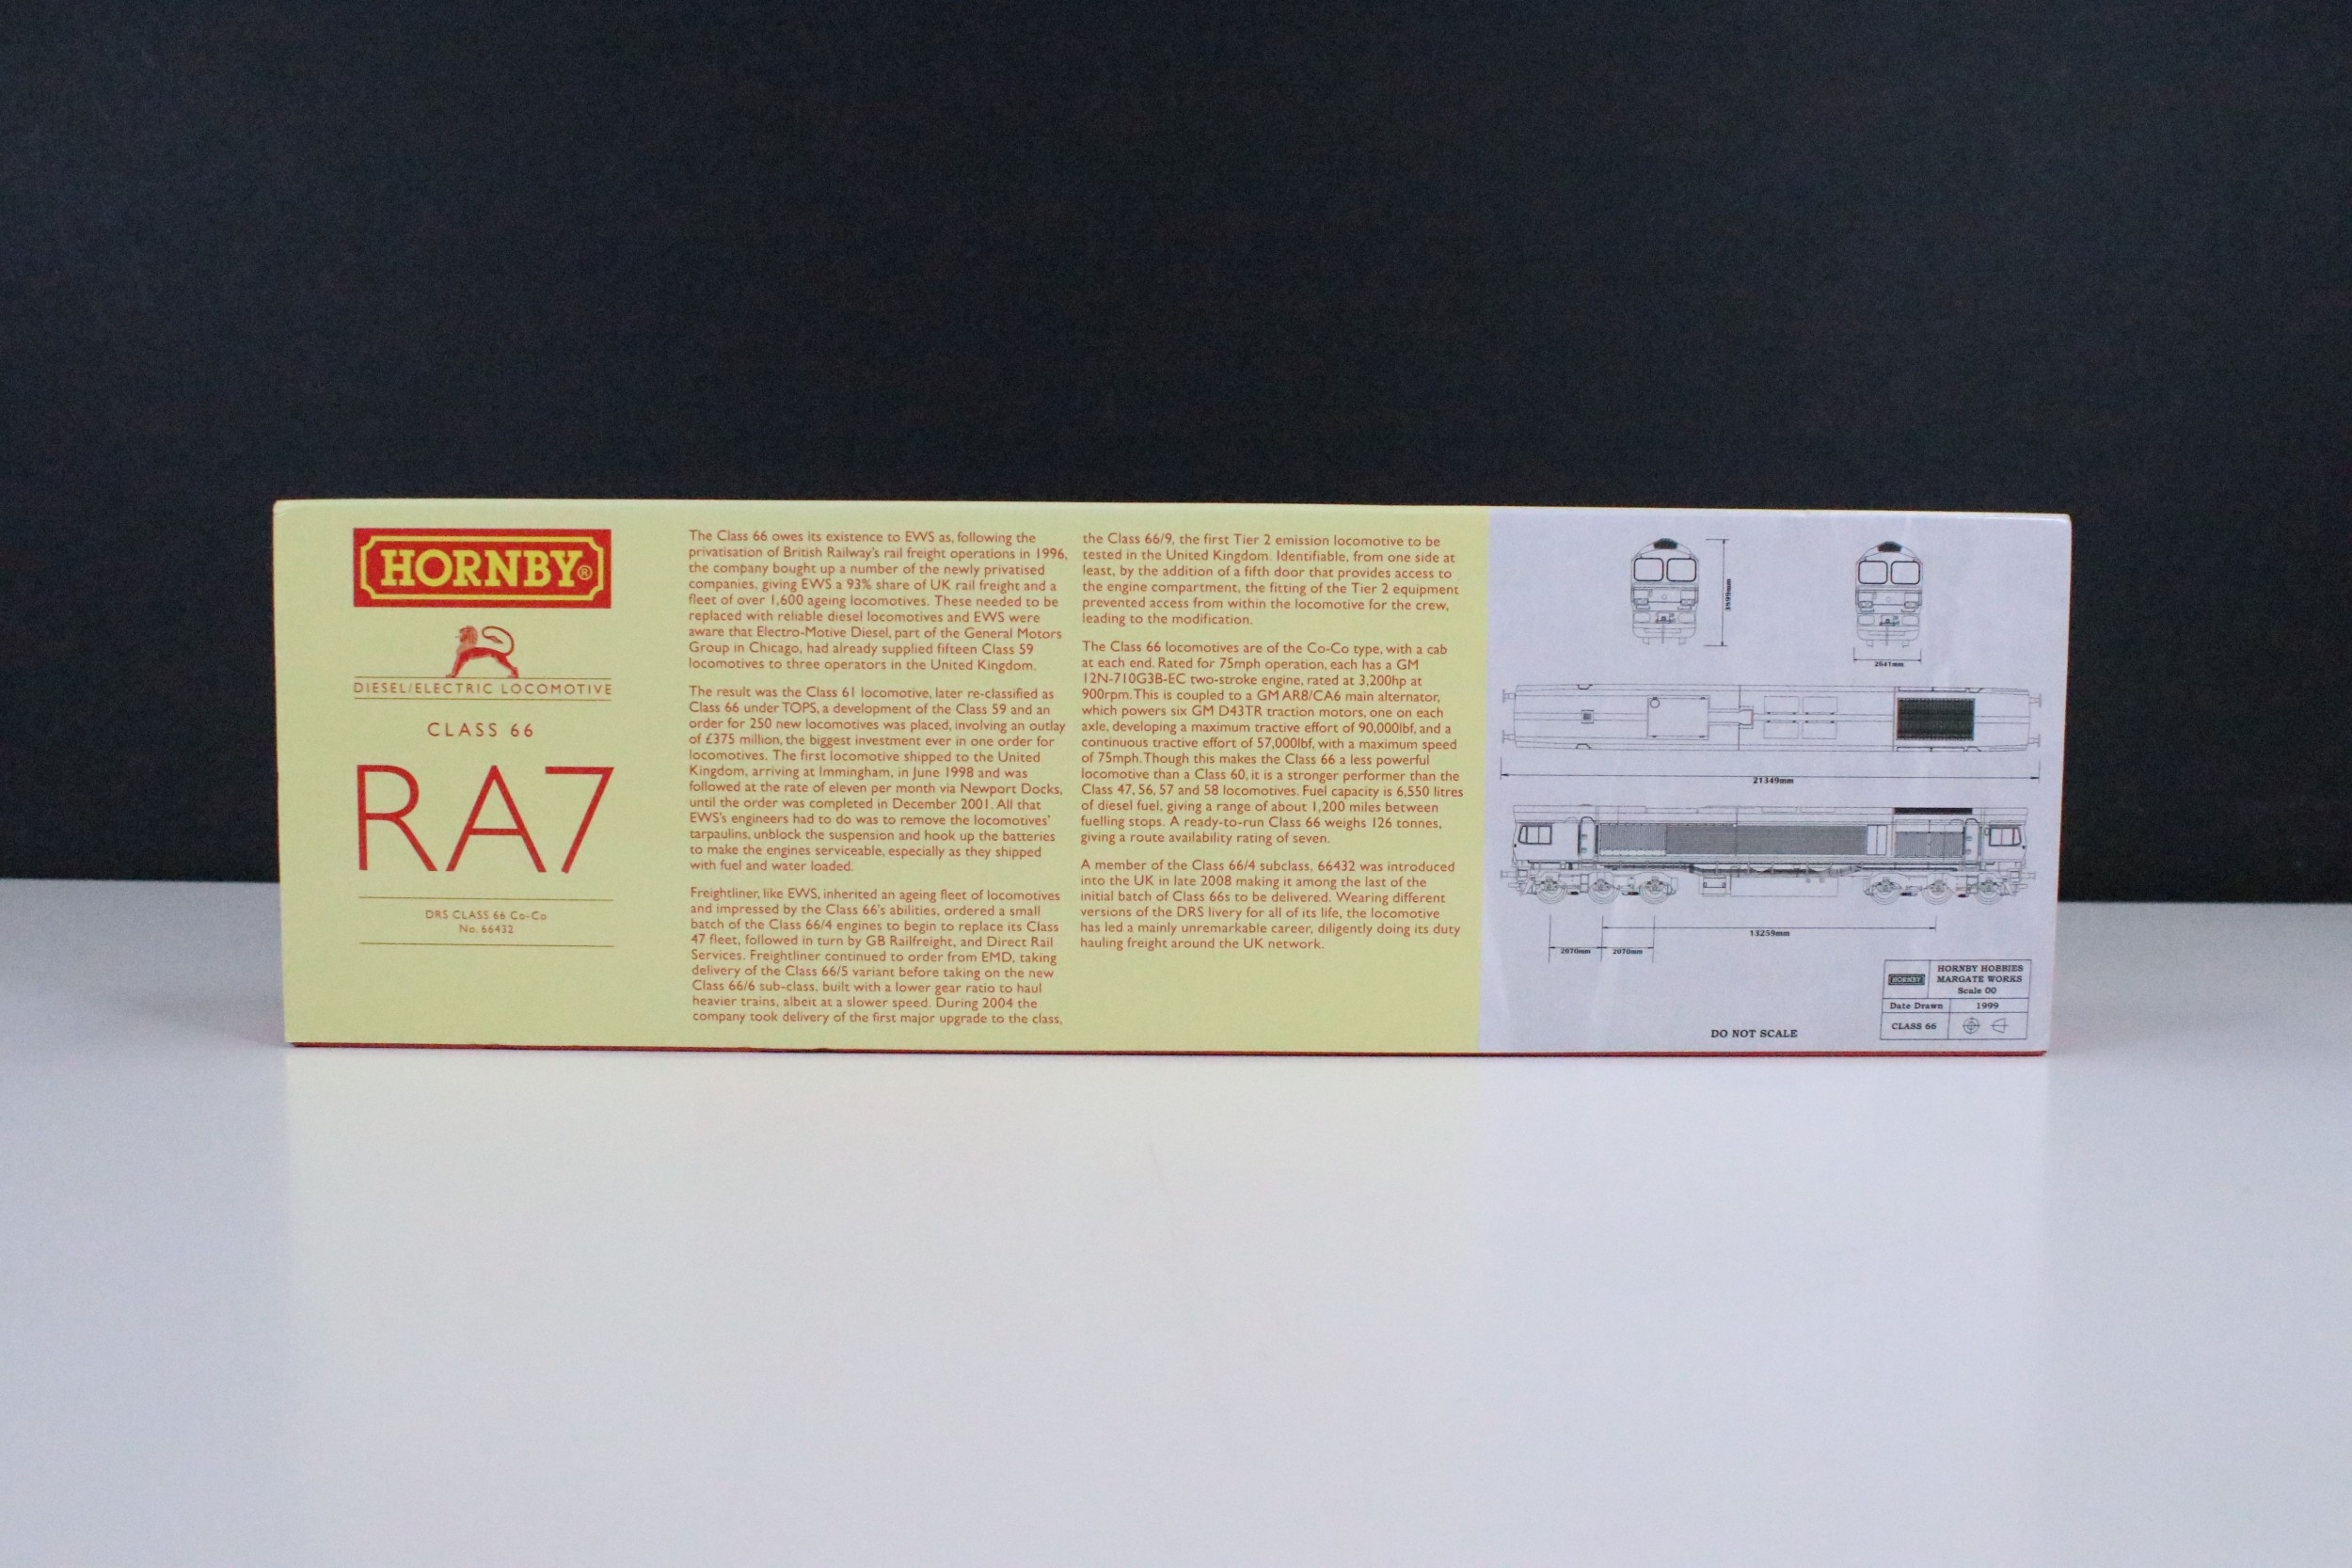 HORNBY®
DIESEL/ELECTRIC LOCOMOTIVE
CLASS 66
RA7
DRS CLASS 66 Co-Co
No. 66432
The Class 66 owes its existence to EWS as, following the
privatisation of British Railway's rail freight operations in 1996,
the company bought up a number of the newly privatised
companies, giving EWS a 93% share of UK rail freight and a
fleet of over 1,600 ageing locomotives. These needed to be
replaced with reliable diesel locomotives and EWS were
aware that Electro-Motive Diesel, part of the General Motors
Group in Chicago, had already supplied fifteen Class 59
locomotives to three operators in the United Kingdom.
The result was the Class 61 locomotive, later re-classified as
Class 66 under TOPS, a development of the Class 59 and an
order for 250 new locomotives was placed, involving an outlay
of £375 million, the biggest investment ever in one order for
locomotives. The first locomotive shipped to the United
Kingdom, arriving at Immingham, in June 1998 and was
followed at the rate of eleven per month via Newport Docks,
until the order was completed in December 2001. All that
EWS's engineers had to do was to remove the locomotives'
tarpaulins, unblock the suspension and hook up the batteries
to make the engines serviceable, especially as they shipped
with fuel and water loaded.
Freightliner, like EWS, inherited an ageing fleet of locomotives
and impressed by the Class 66's abilities, ordered a small
batch of the Class 66/4 engines to begin to replace its Class
47 fleet, followed in turn by GB Railfreight, and Direct Rail
Services. Freightliner continued to order from EMD, taking
delivery of the Class 66/5 variant before taking on the new
Class 66/6 sub-class, built with a lower gear ratio to haul
heavier trains, albeit at a slower speed. During 2004 the
company took delivery of the first major upgrade to the class,
the Class 66/9, the first Tier 2 emission locomotive to be
tested in the United Kingdom. Identifiable, from one side at
least, by the addition of a fifth door that provides access to
the engine compartment, the fitting of the Tier 2 equipment
prevented access from within the locomotive for the crew,
leading to the modification.
The Class 66 locomotives are of the Co-Co type, with a cab
at each end. Rated for 75mph operation, each has a GM
12N-710G3B-EC two-stroke engine, rated at 3,200hp at
900rpm. This is coupled to a GM AR8/CA6 main alternator,
which powers six GM D43TR traction motors, one on each
axle, developing a maximum tractive effort of 90,000lbf, and a
continuous tractive effort of 57,000lbf, with a maximum speed
of 75mph. Though this makes the Class 66 a less powerful
locomotive than a Class 60, it is a stronger performer than the
Class 47, 56, 57 and 58 locomotives. Fuel capacity is 6,550 litres
of diesel fuel, giving a range of about 1,200 miles between
fuelling stops. A ready-to-run Class 66 weighs 126 tonnes,
giving a route availability rating of seven.
A member of the Class 66/4 subclass, 66432 was introduced
into the UK in late 2008 making it among the last of the
initial batch of Class 66s to be delivered. Wearing different
versions of the DRS livery for all of its life, the locomotive
has led a mainly unremarkable career, diligently doing its duty
hauling freight around the UK network.
2641mm
21349mm
13259mm
2070mm 2070mm
HORNBY
HORNBY HOBBIES
MARGATE WORKS
Scale 00
Date Drawn 1999
CLASS 66
DO NOT SCALE